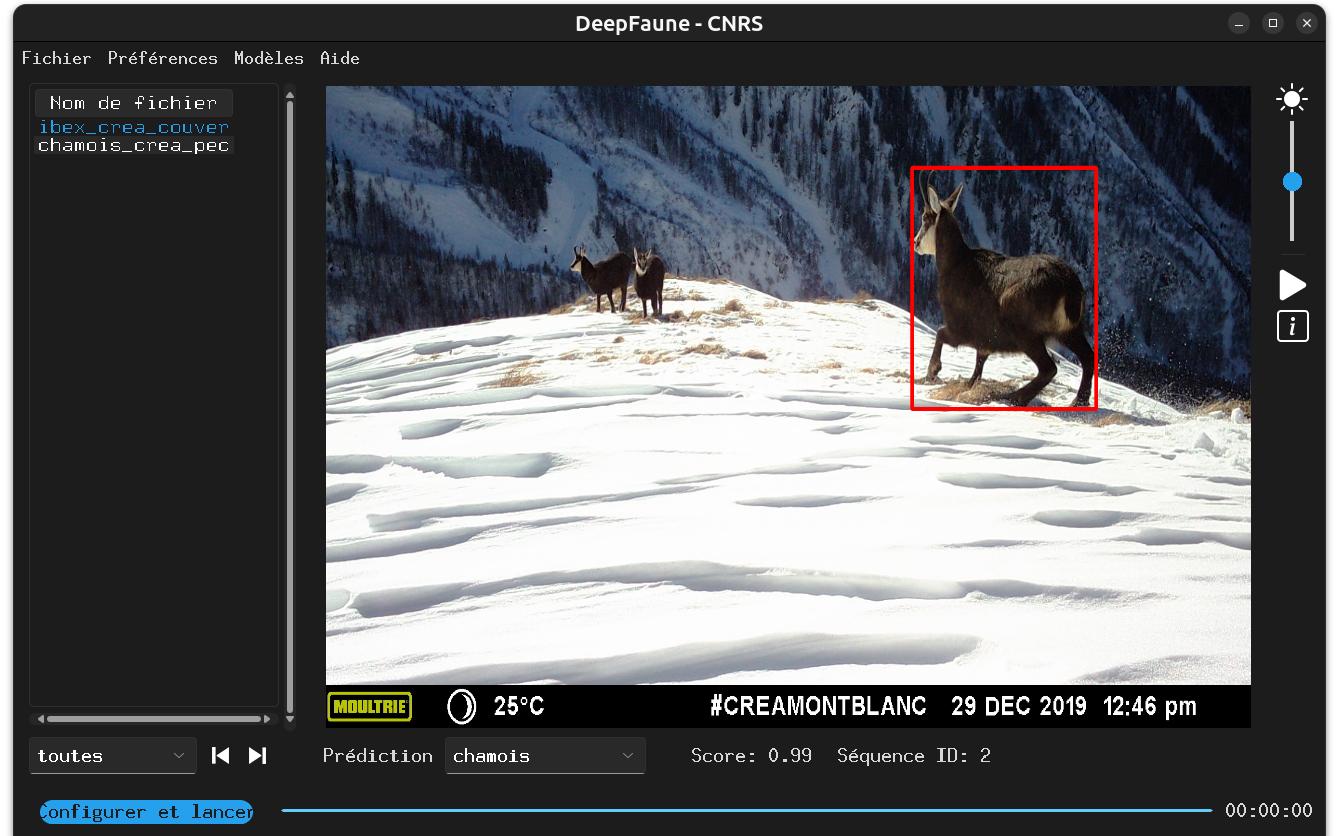 DeepFaune - CNRS
Fichier Préférences Modèles Aide
Nom de fichier
ibex_crea_couver
chamois_crea_pec
MOULTRIE 25°C #CREAMONTBLANC 29 DEC 2019 12:46 pm
toutes
Prédiction chamois Score: 0.99 Séquence ID: 2
Configurer et lancer
00:00:00